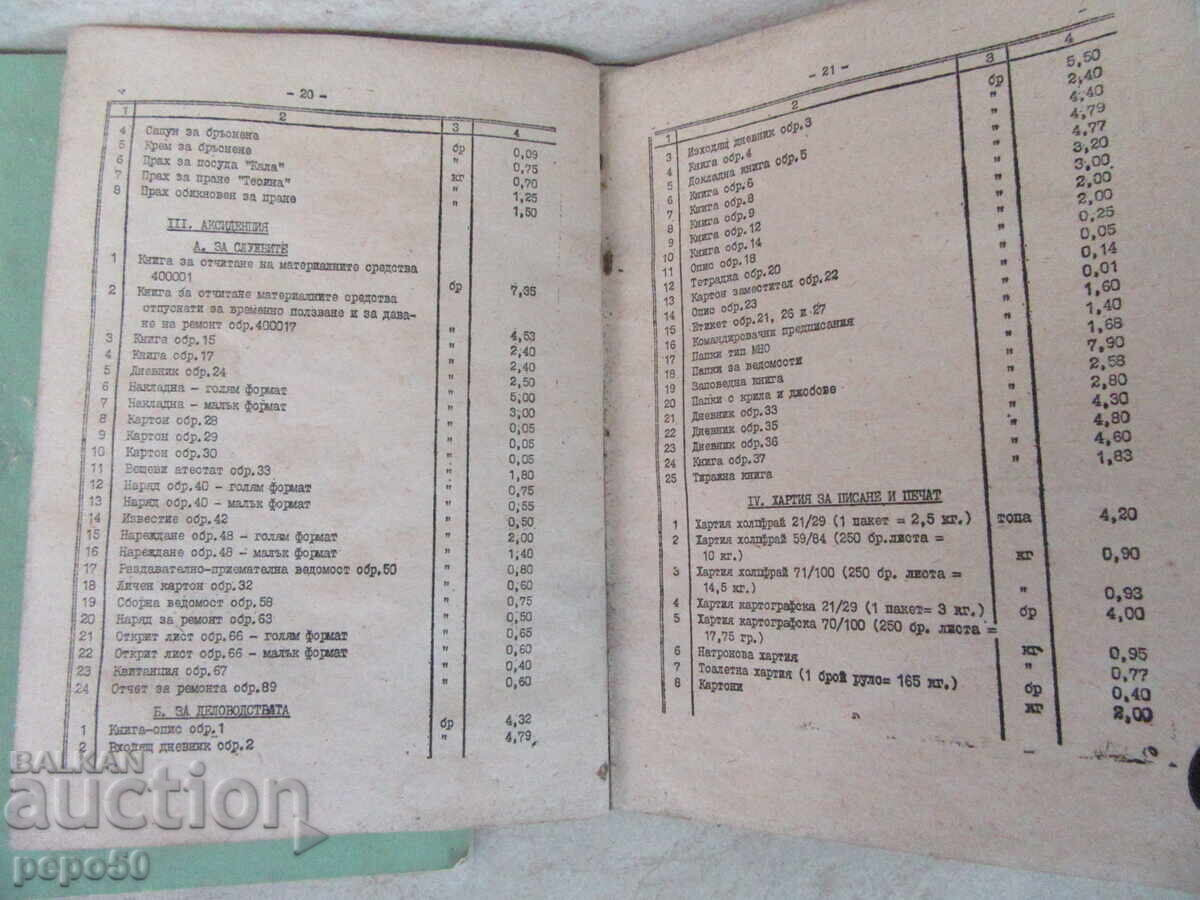 - 20 -
1 2 3 4
4 Сапун за бръснене бр 0,09
5 Крем за бръснене " 0,75
6 Прах за посуда "Кала" кг 0,70
7 Прах за пране "Теоина" " 1,25
8 Прах обикновен за пране " 1,50
III. АКСИДЕНЦИЯ
А. ЗА СЛУЖБИТЕ
1 Книга за отчитане на материалните средства
400001 бр 7,35
2 Книга за отчитане материалните средства
отпуснати за временно ползване и за дава-
не на ремонт обр.400017 " 4,53
3 Книга обр.15 " 2,40
4 Книга обр.17 " 2,40
5 Дневник обр.24 " 2,50
6 Накладна - голям формат " 5,00
7 Накладна - малък формат " 3,00
8 Картон обр.28 " 0,05
9 Картон обр.29 " 0,05
10 Картон обр.30 " 0,05
11 Вещеви атестат обр.33 " 1,80
12 Наряд обр.40 - голям формат " 0,75
13 Наряд обр.40 - малък формат " 0,55
14 Известие обр.42 " 0,50
15 Нареждане обр.48 - голям формат " 2,00
16 Нареждане обр.48 - малък формат " 1,40
17 Раздавателно-приемателна ведомост обр.50 " 0,80
18 Личен картон обр.32 " 0,60
19 Сборна ведомост обр.58 " 0,75
20 Наряд за ремонт обр.63 " 0,50
21 Открит лист обр.66 - голям формат " 0,65
22 Открит лист обр.66 - малък формат " 0,60
23 Квитанция обр.67 " 0,40
24 Отчет за ремонта обр.89 " 0,60
Б. ЗА ДЕЛОВОДСТВАТА
1 Книга-опис обр.1 бр 4,32
2 Входящ дневник обр.2 " 4,79
- 21 -
1 2 3 4
3 Изходящ дневник обр.3 бр 5,50
4 Книга обр.4 " 2,40
5 Докладна книга обр.5 " 4,40
6 Книга обр.6 " 4,79
7 Книга обр.8 " 4,77
8 Книга обр.9 " 3,20
9 Книга обр.12 " 3,00
10 Книга обр.14 " 2,00
11 Опис обр.18 " 2,00
12 Тетрадка обр.20 " 0,25
13 Картон заместител обр.22 " 0,05
14 Опис обр.23 " 0,14
15 Етикет обр.21, 26 и 27 " 0,01
16 Командировачни предписания " 1,60
17 Папки тип МНО " 1,40
18 Папки за ведомости " 1,68
19 Заповедна книга " 7,90
20 Папки с крила и джобове " 2,58
21 Дневник обр.33 " 2,80
22 Дневник обр.35 " 4,30
23 Дневник обр.36 " 4,80
24 Книга обр.37 " 4,60
25 Тиражна книга " 1,83
IV. ХАРТИЯ ЗА ПИСАНЕ И ПЕЧАТ
1 Хартия холцфрай 21/29 (1 пакет = 2,5 кг.) топа 4,20
2 Хартия холцфрай 59/84 (250 бр.листа =
10 кг.) кг 0,90
3 Хартия холцфрай 71/100 (250 бр. листа =
14,5 кг.) " 0,93
4 Хартия картографска 21/29 (1 пакет= 3 кг.) бр 4,00
5 Хартия картографска 70/100 (250 бр. листа =
17,75 гр.) кг 0,95
6 Натронова хартия " 0,77
7 Тоалетна хартия (1 брой руло= 165 кг.) бр 0,40
8 Картони кг 2,00
BALKAN
auction
pepo50